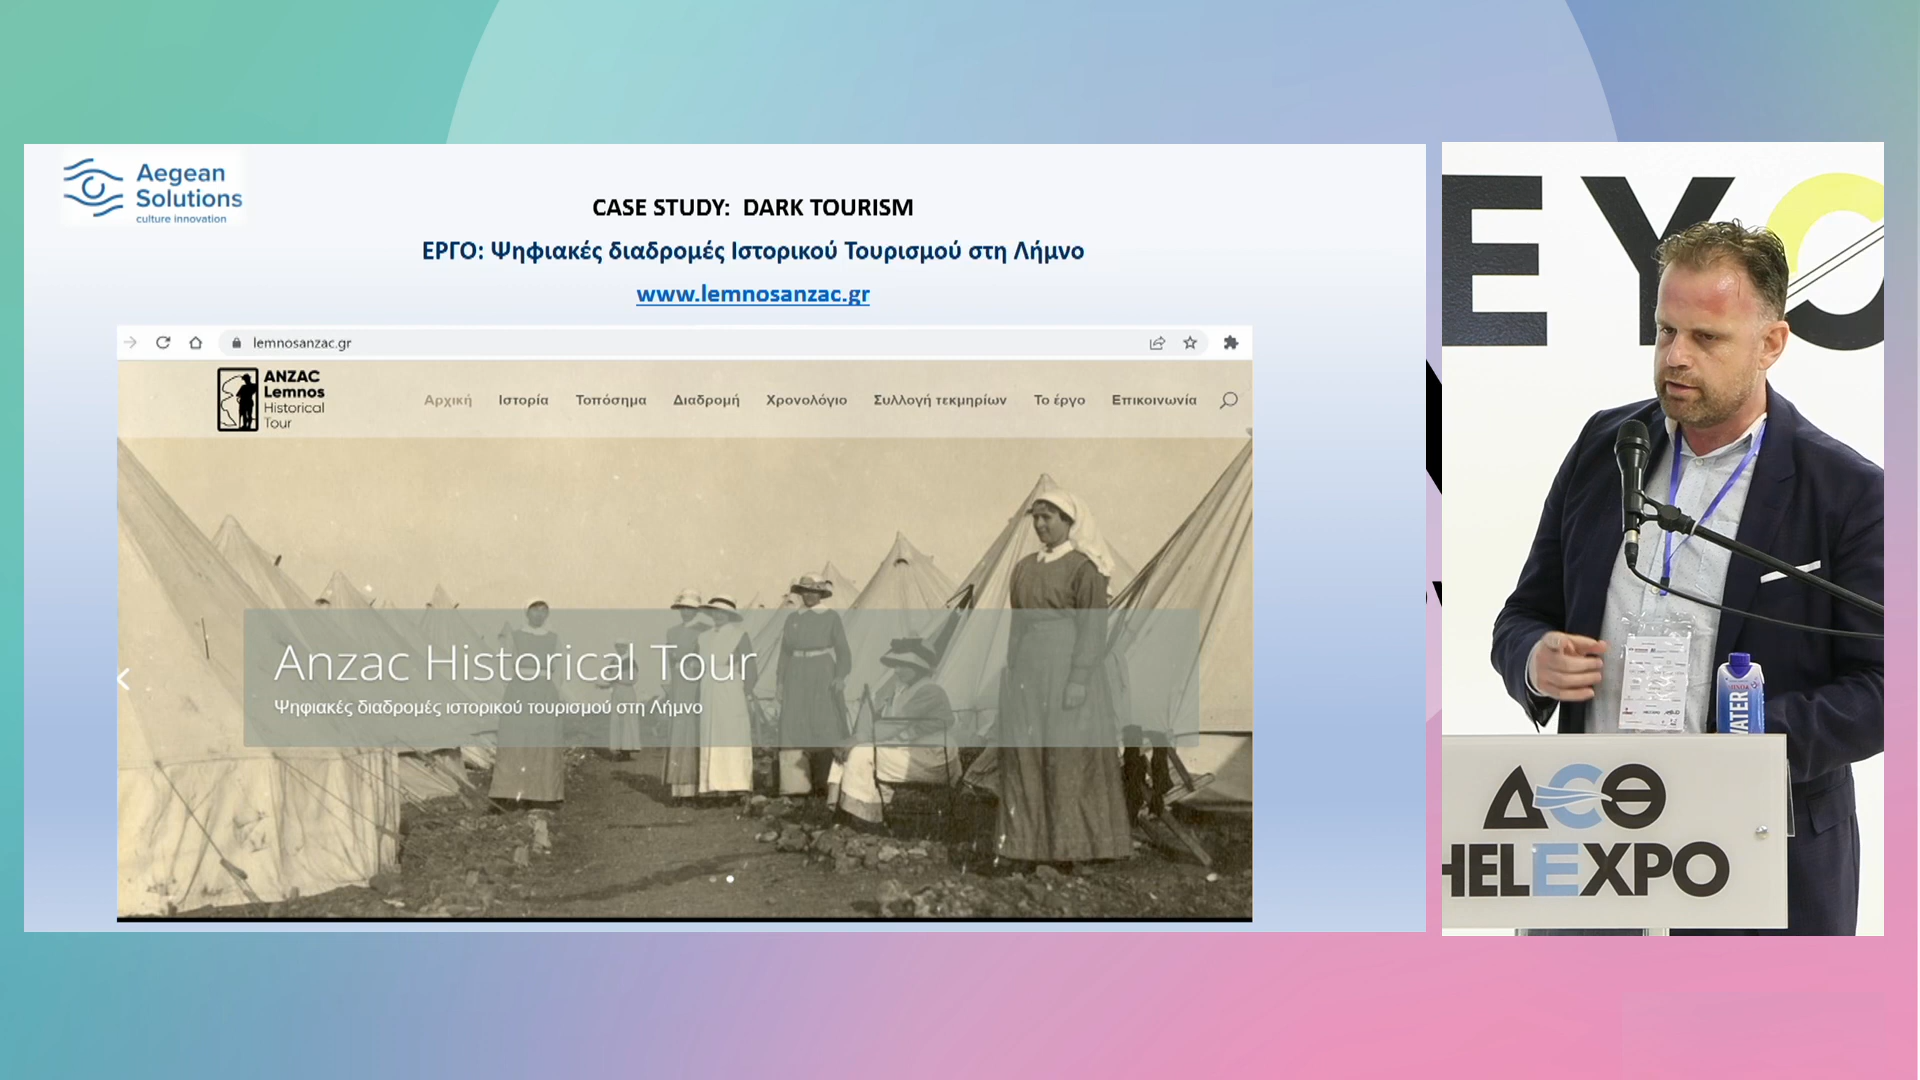 Aegean
Solutions
culture innovation
CASE STUDY: DARK TOURISM
ΕΡΓΟ: Ψηφιακές διαδρομές Ιστορικού Τουρισμού στη Λήμνο
www.lemnosanzac.gr
lemnosanzac.gr
ANZAC
Lemnos
Historical
Tour
Αρχική Ιστορία Τοπόσημα Διαδρομή Χρονολόγιο Συλλογή τεκμηρίων Το έργο Επικοινωνία
Anzac Historical Tour
Ψηφιακές διαδρομές ιστορικού τουρισμού στη Λήμνο
EYO
WATER
ΔΕΘ
HELEXPO